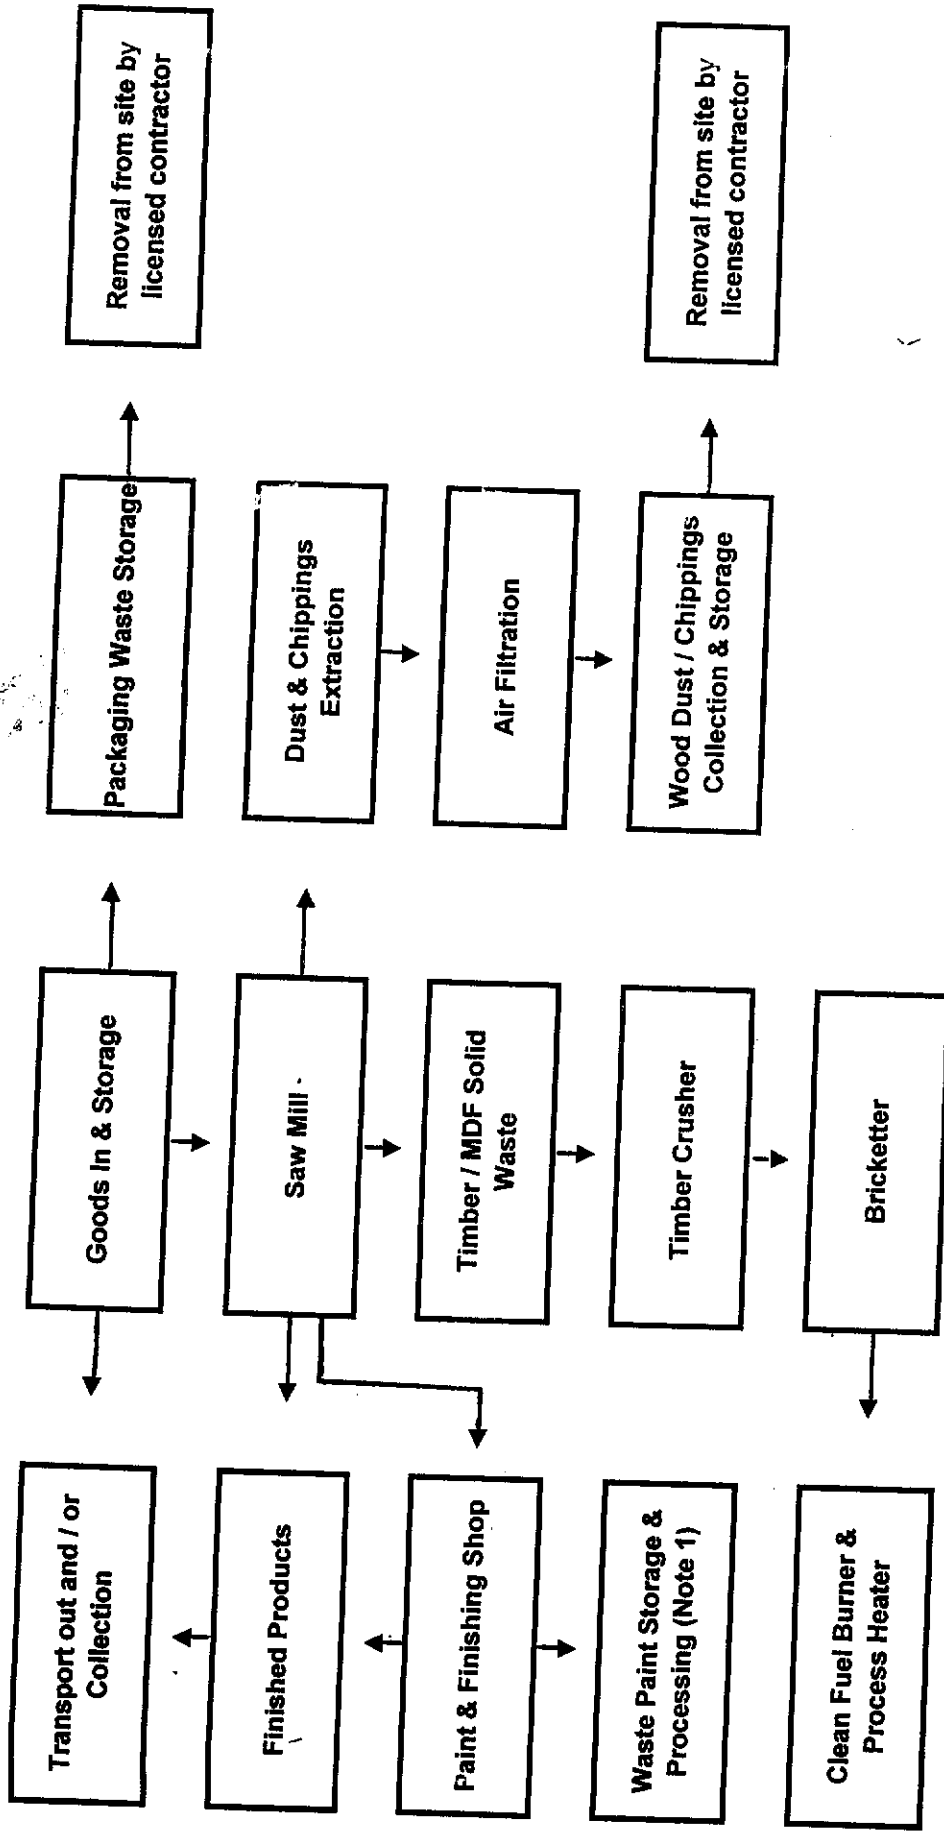 Transport out and / or
Collection
Goods In & Storage
Packaging Waste Storage
Removal from site by
licensed contractor
Finished Products
Saw Mill
Dust & Chippings
Extraction
Paint & Finishing Shop
Timber / MDF Solid
Waste
Air Filtration
Waste Paint Storage &
Processing (Note 1)
Timber Crusher
Wood Dust / Chippings
Collection & Storage
Removal from site by
licensed contractor
Clean Fuel Burner &
Process Heater
Bricketter